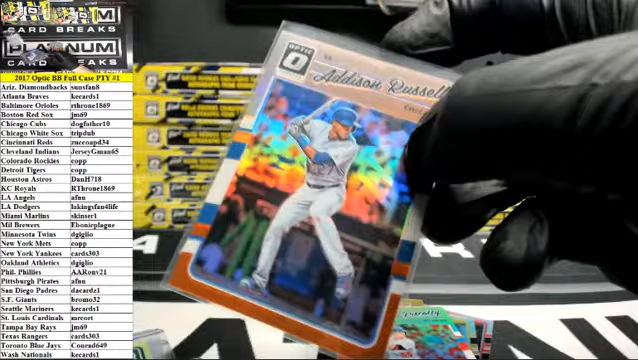 CARD BREAKS
PLATINUM
CARD BREAKS
2017 Optic BB Full Case PTY #1
Ariz. Diamondbacks sunsfan8
Atlanta Braves kecards1
Baltimore Orioles rthrone1869
Boston Red Sox jm69
Chicago Cubs dogfather10
Chicago White Sox tripdub
Cincinnati Reds zuccoapd34
Cleveland Indians JerseyGman65
Colorado Rockies copp
Detroit Tigers copp
Houston Astros DanH718
KC Royals RThrone1869
LA Angels afnu
LA Dodgers lakingsfan4life
Miami Marlins skinser1
Mil Brewers Ebonicplague
Minnesota Twins dgiglio
New York Mets copp
New York Yankees cards303
Oakland Athletics dgiglio
Phil. Phillies AARonv21
Pittsburgh Pirates afnu
San Diego Padres dacardz1
S.F. Giants bromo32
Seattle Mariners kecards1
St. Louis Cardinals mrcort
Tampa Bay Rays jm69
Texas Rangers cards303
Toronto Blue Jays Conrad649
Wash Nationals kecards1
OPTIC
Addison Russell